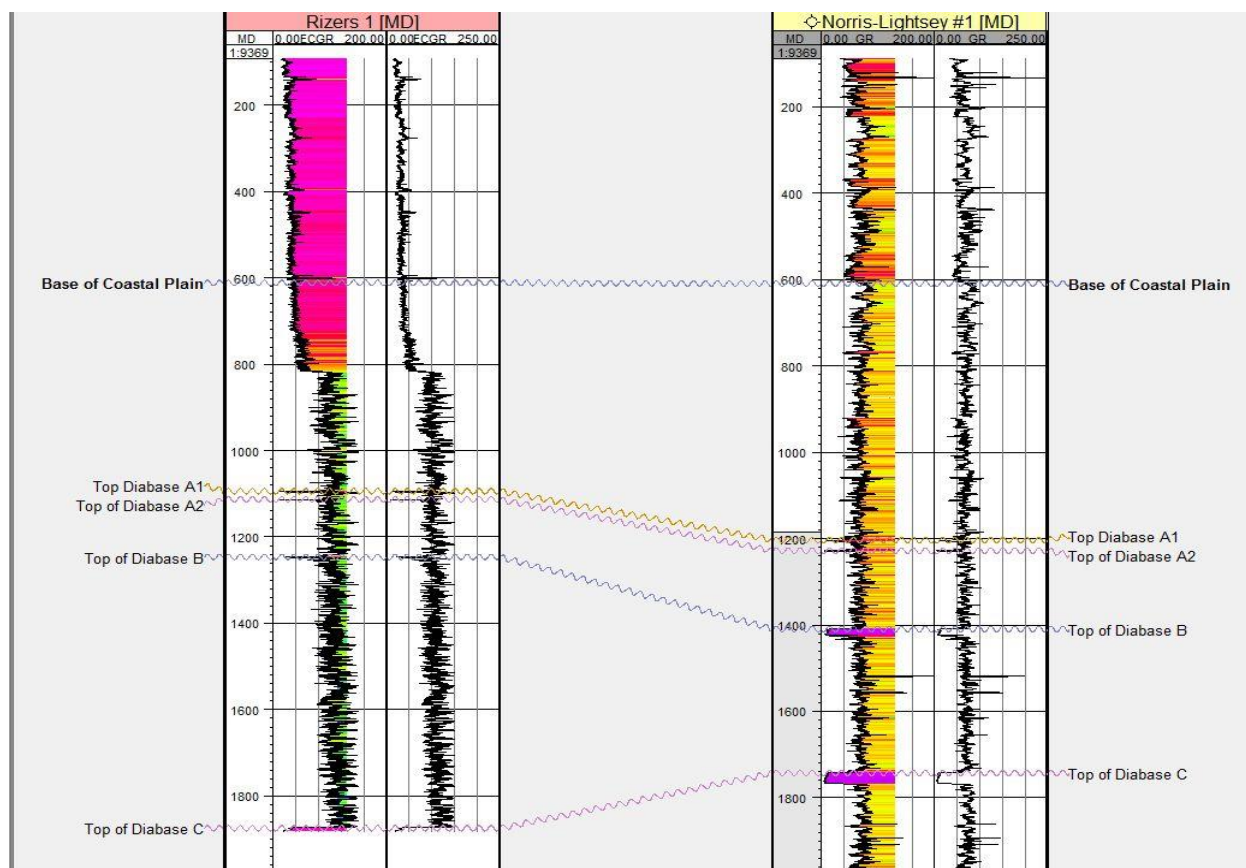 Rizers 1 [MD]
MD 0.00 ECGR 200.00 0.00 ECGR 250.00
1:9369
200
400
600
800
1000
1200
1400
1600
1800
Base of Coastal Plain
Top Diabase A1
Top of Diabase A2
Top of Diabase B
Top of Diabase C
Norris-Lightsey #1 [MD]
MD 0.00 GR 200.00 0.00 GR 250.00
1:9369
200
400
600
800
1000
1200
1400
1600
1800
Base of Coastal Plain
Top Diabase A1
Top of Diabase A2
Top of Diabase B
Top of Diabase C